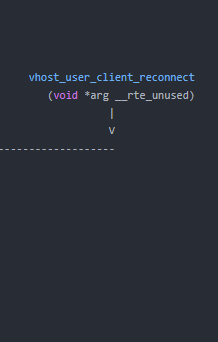 vhost_user_client_reconnect
(void *arg __rte_unused)
|
V
-------------------